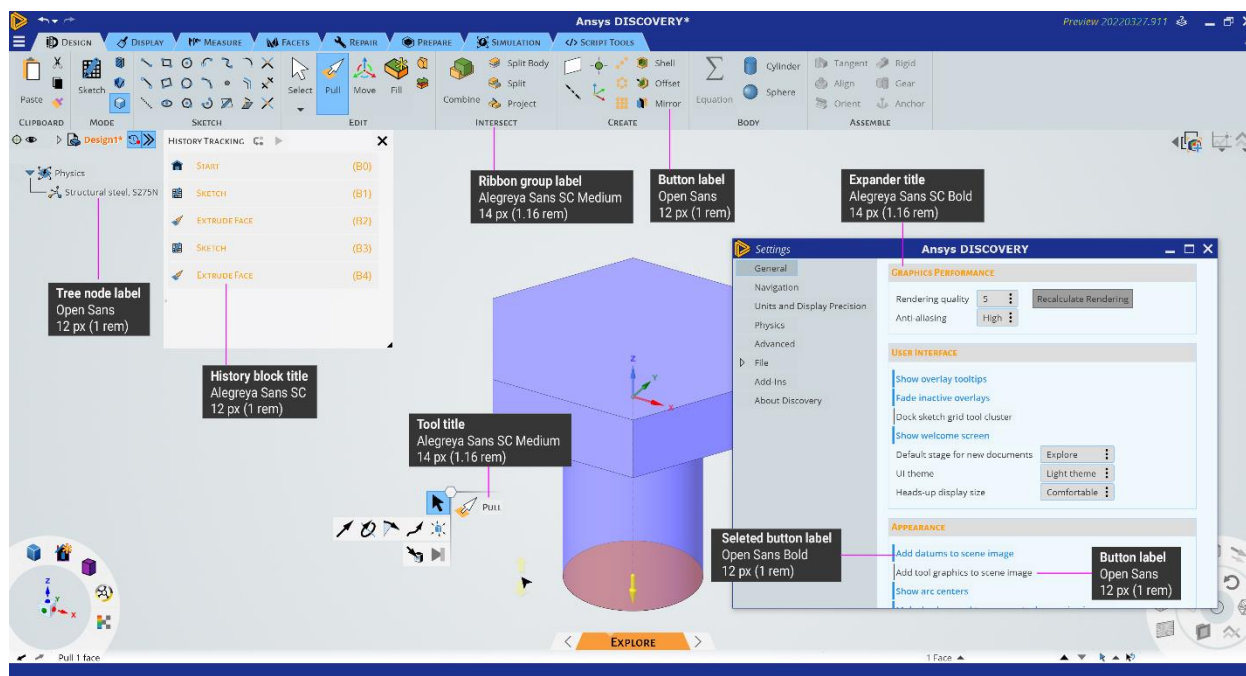 Ansys DISCOVERY*
Preview 20220327.911
DESIGN
DISPLAY
MEASURE
FACETS
REPAIR
PREPARE
SIMULATION
</> SCRIPT TOOLS
Paste
Sketch
Select
Pull
Move
Fill
Combine
Split Body
Split
Project
Shell
Offset
Mirror
Equation
Cylinder
Sphere
Tangent
Align
Orient
Rigid
Gear
Anchor
CLIPBOARD
MODE
SKETCH
EDIT
INTERSECT
CREATE
BODY
ASSEMBLE
Design1*
HISTORY TRACKING
Physics
Structural steel, S275N
START (B0)
SKETCH (B1)
EXTRUDE FACE (B2)
SKETCH (B3)
EXTRUDE FACE (B4)
Ribbon group label
Alegreya Sans SC Medium
14 px (1.16 rem)
Button label
Open Sans
12 px (1 rem)
Expander title
Alegreya Sans SC Bold
14 px (1.16 rem)
Tree node label
Open Sans
12 px (1 rem)
History block title
Alegreya Sans SC
12 px (1 rem)
Tool title
Alegreya Sans SC Medium
14 px (1.16 rem)
PULL
Z
Y
X
Settings
Ansys DISCOVERY
General
Navigation
Units and Display Precision
Physics
Advanced
File
Add-Ins
About Discovery
GRAPHICS PERFORMANCE
Rendering quality 5 Recalculate Rendering
Anti-aliasing High
USER INTERFACE
Show overlay tooltips
Fade inactive overlays
Dock sketch grid tool cluster
Show welcome screen
Default stage for new documents Explore
UI theme Light theme
Heads-up display size Comfortable
APPEARANCE
Add datums to scene image
Add tool graphics to scene image
Show arc centers
Seleted button label
Open Sans Bold
12 px (1 rem)
Button label
Open Sans
12 px (1 rem)
Z
Y
X
EXPLORE
Pull 1 face
1 Face